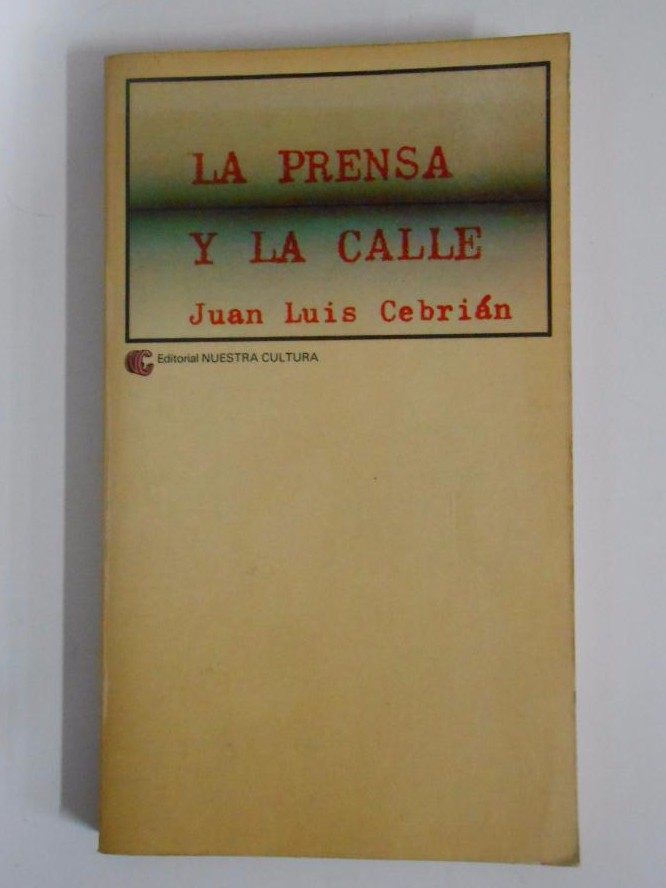 LA PRENSA
Y LA CALLE
Juan Luis Cebrián
Editorial NUESTRA CULTURA